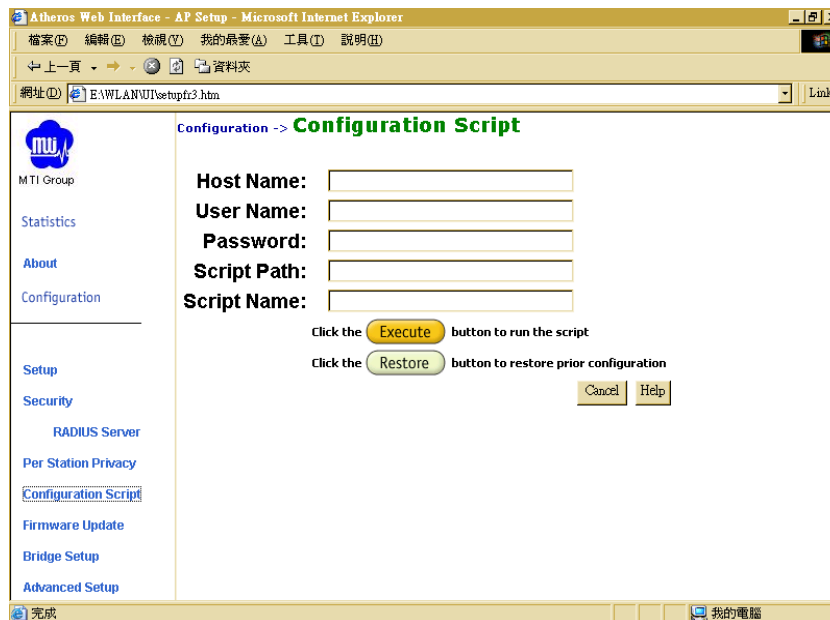 Atheros Web Interface - AP Setup - Microsoft Internet Explorer
檔案(F) 編輯(E) 檢視(V) 我的最愛(A) 工具(T) 說明(H)
上一頁 資料夾
網址(D) E:\WLAN\UI\setupfr3.htm Link
Configuration -> Configuration Script
MTI Group
Statistics
About
Configuration
Setup
Security
RADIUS Server
Per Station Privacy
Configuration Script
Firmware Update
Bridge Setup
Advanced Setup
Host Name:
User Name:
Password:
Script Path:
Script Name:
Click the Execute button to run the script
Click the Restore button to restore prior configuration
Cancel Help
完成 我的電腦